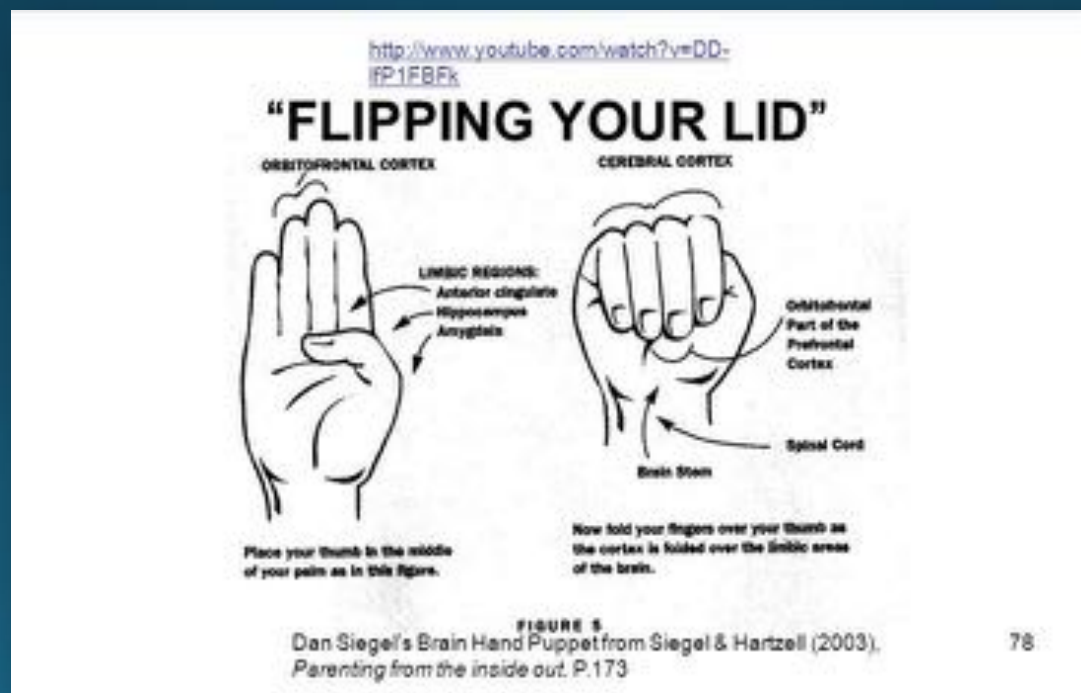 http://www.youtube.com/watch?v=DD-
lfP1FBFk
“FLIPPING YOUR LID”
ORBITOFRONTAL CORTEX
CEREBRAL CORTEX
LIMBIC REGIONS:
Anterior cingulate
Hippocampus
Amygdala
Orbitofrontal
Part of the
Prefrontal
Cortex
Spinal Cord
Brain Stem
Place your thumb in the middle
of your palm as in this figure.
Now fold your fingers over your thumb as
the cortex is folded over the limbic areas
of the brain.
FIGURE 5
Dan Siegel's Brain Hand Puppet from Siegel & Hartzell (2003),
Parenting from the inside out. P.173
78